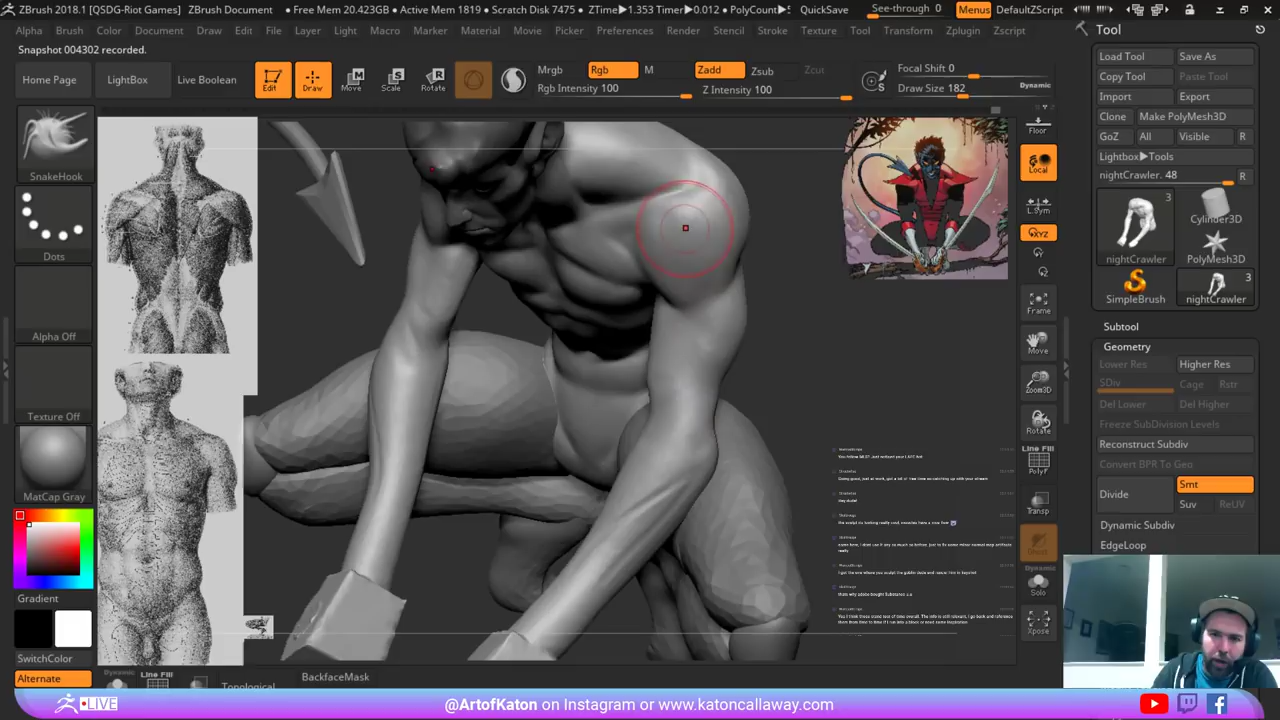 ZBrush 2018.1 [QSDG-Riot Games] ZBrush Document • Free Mem 20.423GB • Active Mem 1819 • Scratch Disk 7475 • ZTime▶1.353 Timer▶0.012 • PolyCount▶ QuickSave See-through 0 Menus DefaultZScript
Alpha Brush Color Document Draw Edit File Layer Light Macro Marker Material Movie Picker Preferences Render Stencil Stroke Texture Tool Transform Zplugin Zscript
Tool
Snapshot 004302 recorded.
Home Page LightBox Live Boolean Edit Draw Move Scale Rotate
Mrgb Rgb M Zadd Zsub Zcut
Rgb Intensity 100 Z Intensity 100
Focal Shift 0
Draw Size 182 Dynamic
Load Tool Save As
Copy Tool Paste Tool
Import Export
Clone Make PolyMesh3D
GoZ All Visible R
Lightbox▶Tools
nightCrawler. 48 R
3
nightCrawler Cylinder3D
PolyMesh3D
SimpleBrush nightCrawler
3
Subtool
Geometry
Lower Res Higher Res
SDiv Cage Rstr
Del Lower Del Higher
Freeze SubDivision Levels
Reconstruct Subdiv
Convert BPR To Geo
Divide Smt
Suv ReUV
Dynamic Subdiv
EdgeLoop
SnakeHook
Dots
Alpha Off
Texture Off
MatCap Gray
Gradient
SwitchColor
Alternate
Floor
Local
L.Sym
XYZ
Frame
Move
Zoom3D
Rotate
Line Fill
PolyF
Transp
Ghost
Dynamic
Solo
Xpose
Dynamic Line Fill
Topological
BackfaceMask
LIVE
@ArtofKaton on Instagram or www.katoncallaway.com